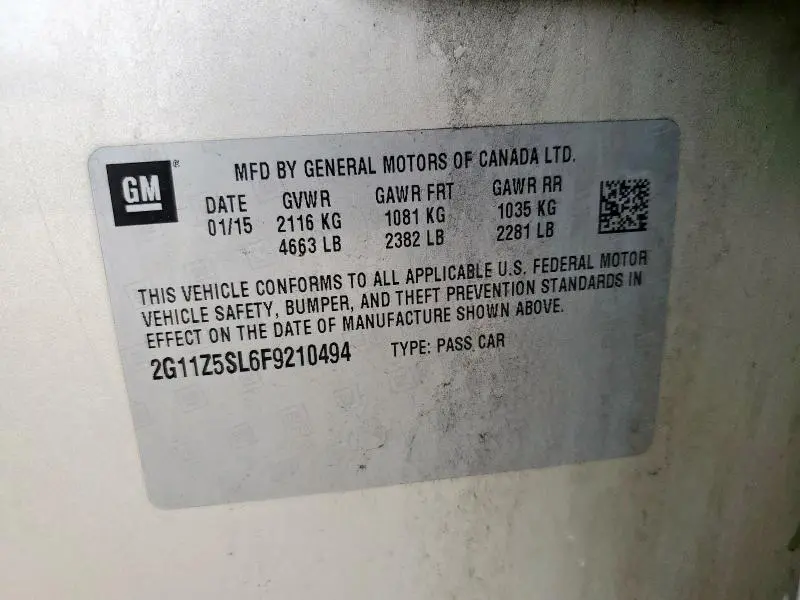 GM®
MFD BY GENERAL MOTORS OF CANADA LTD.
DATE GVWR GAWR FRT GAWR RR
01/15 2116 KG 1081 KG 1035 KG
4663 LB 2382 LB 2281 LB
THIS VEHICLE CONFORMS TO ALL APPLICABLE U.S. FEDERAL MOTOR
VEHICLE SAFETY, BUMPER, AND THEFT PREVENTION STANDARDS IN
EFFECT ON THE DATE OF MANUFACTURE SHOWN ABOVE.
2G11Z5SL6F9210494 TYPE: PASS CAR